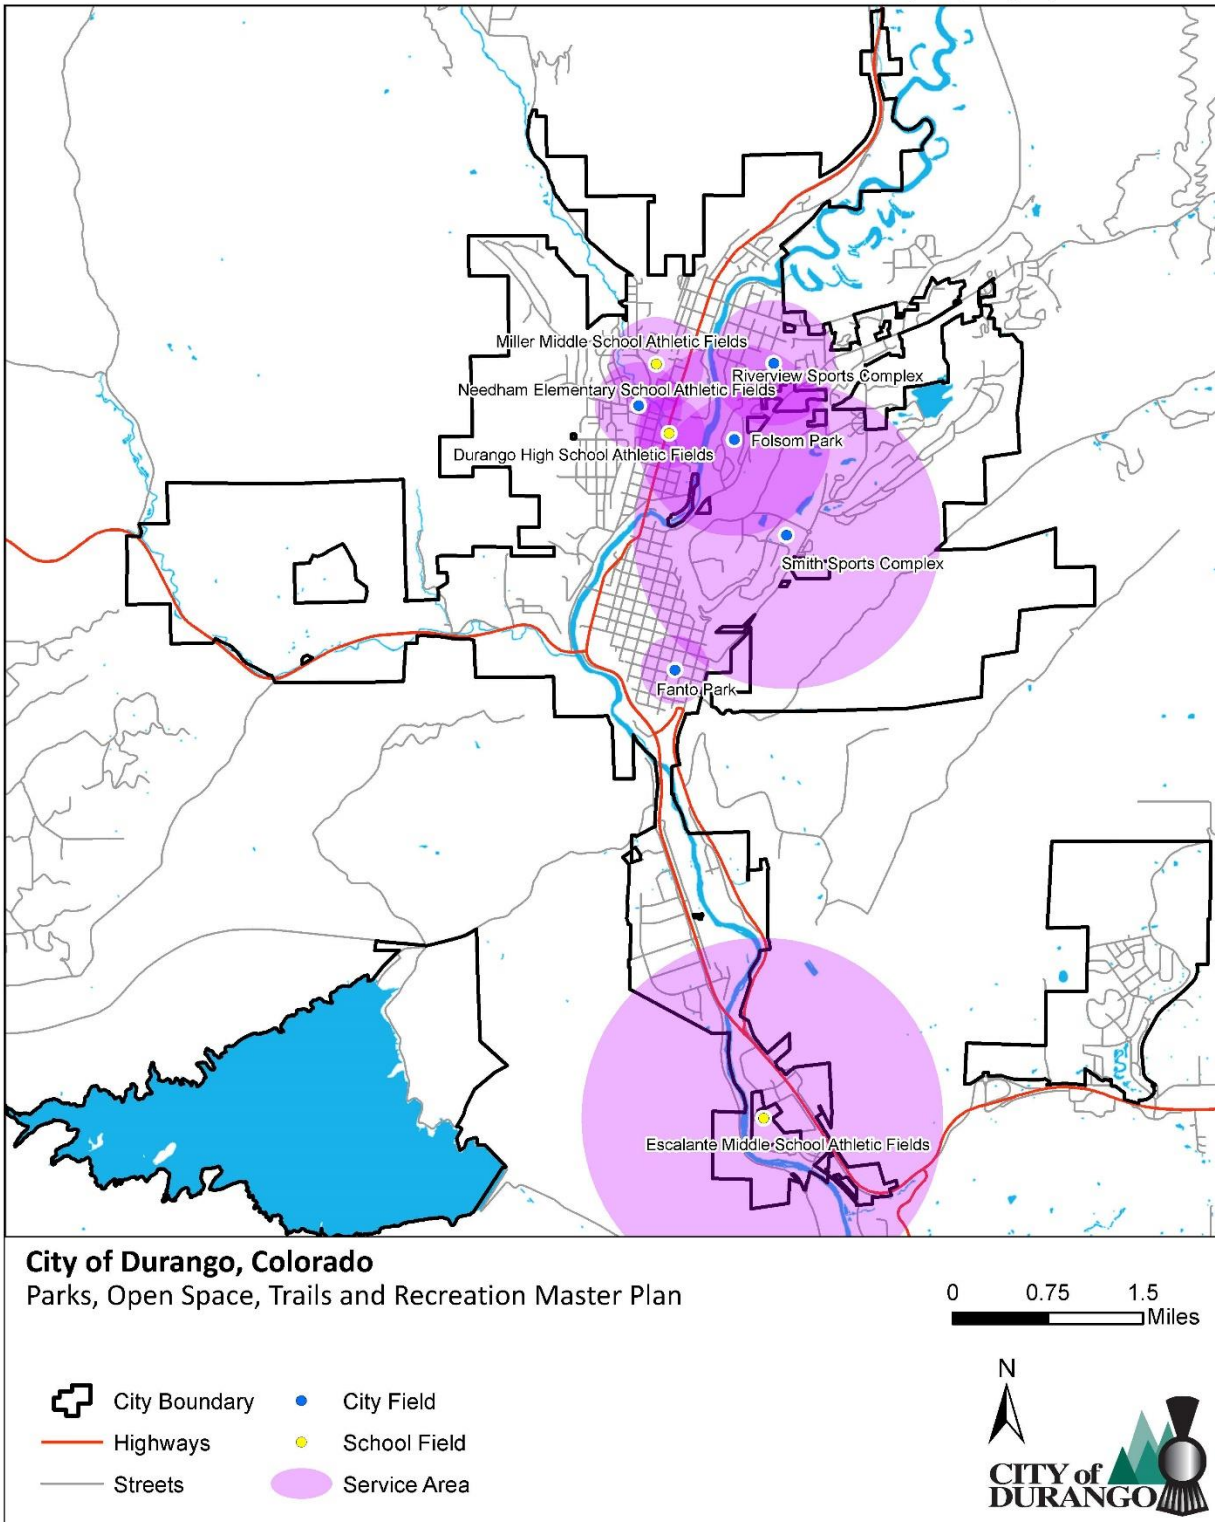 Miller Middle School Athletic Fields
Riverview Sports Complex
Needham Elementary School Athletic Fields
Folsom Park
Durango High School Athletic Fields
Smith Sports Complex
Fanto Park
Escalante Middle School Athletic Fields
City of Durango, Colorado
Parks, Open Space, Trails and Recreation Master Plan
0 0.75 1.5
Miles
N
City Boundary
City Field
Highways
School Field
Streets
Service Area
CITY of
DURANGO